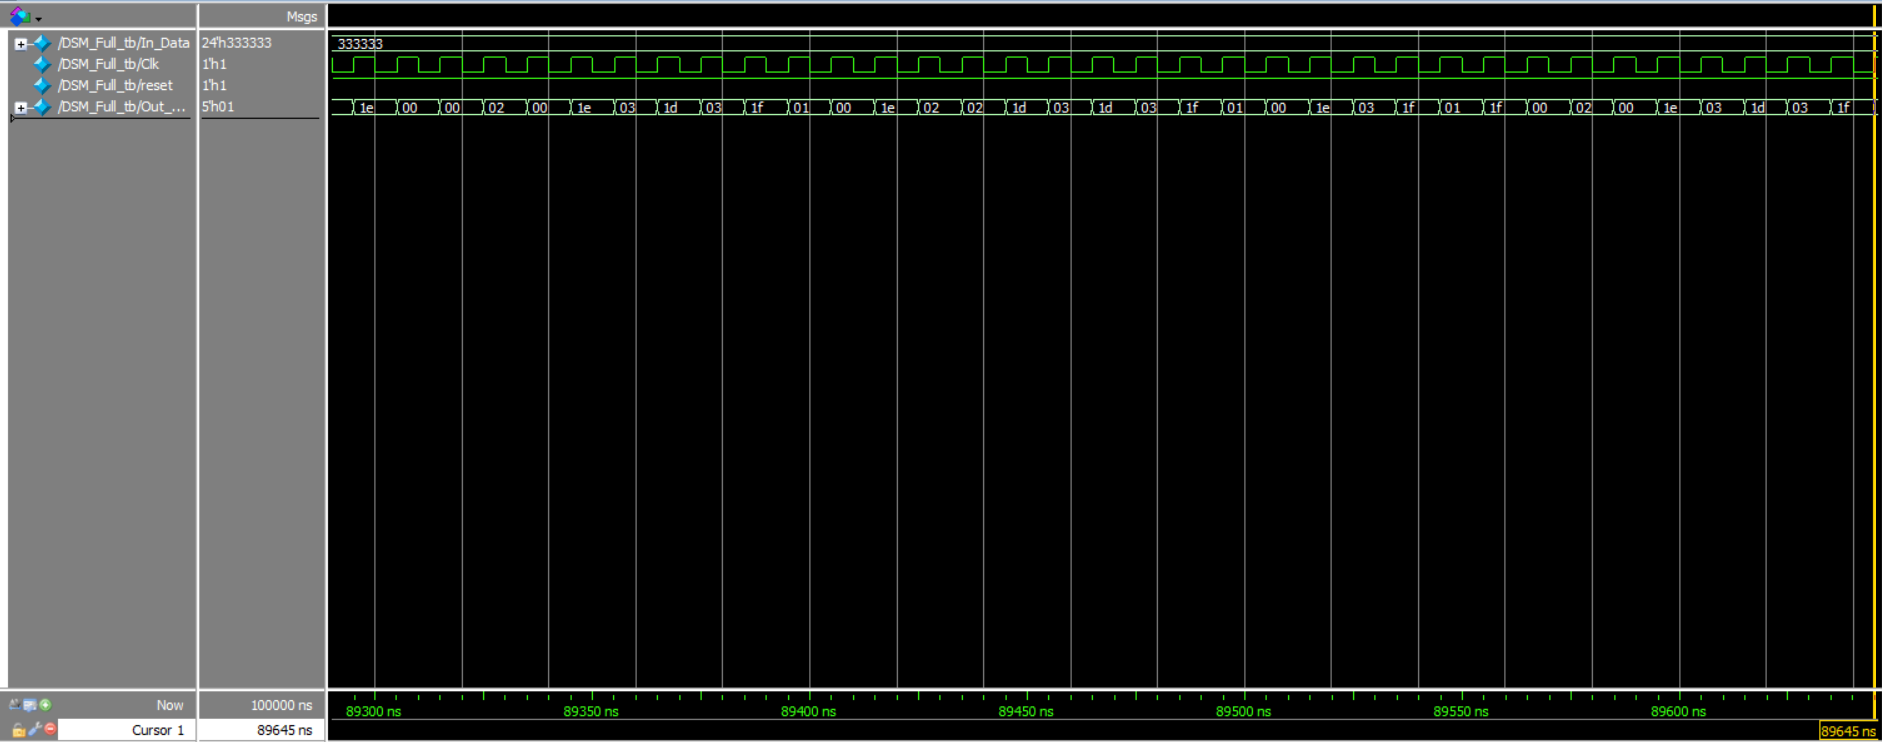 Msgs
/DSM_Full_tb/In_Data 24'h333333 333333
/DSM_Full_tb/Clk 1'h1
/DSM_Full_tb/reset 1'h1
/DSM_Full_tb/Out_... 5'h01 1e 00 00 02 00 1e 03 1d 03 1f 01 00 1e 02 02 1d 03 1d 03 1f 01 00 1e 03 1f 01 1f 00 02 00 1e 03 1d 03 1f
Now 100000 ns 89300 ns 89350 ns 89400 ns 89450 ns 89500 ns 89550 ns 89600 ns
Cursor 1 89645 ns 89645 ns